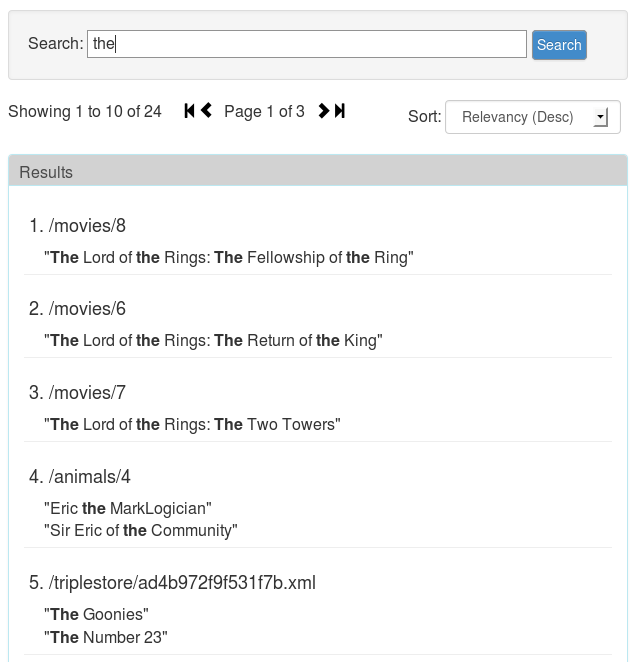 Search: the Search
Showing 1 to 10 of 24 Page 1 of 3 Sort: Relevancy (Desc)
Results
1. /movies/8
"The Lord of the Rings: The Fellowship of the Ring"
2. /movies/6
"The Lord of the Rings: The Return of the King"
3. /movies/7
"The Lord of the Rings: The Two Towers"
4. /animals/4
"Eric the MarkLogician"
"Sir Eric of the Community"
5. /triplestore/ad4b972f9f531f7b.xml
"The Goonies"
"The Number 23"